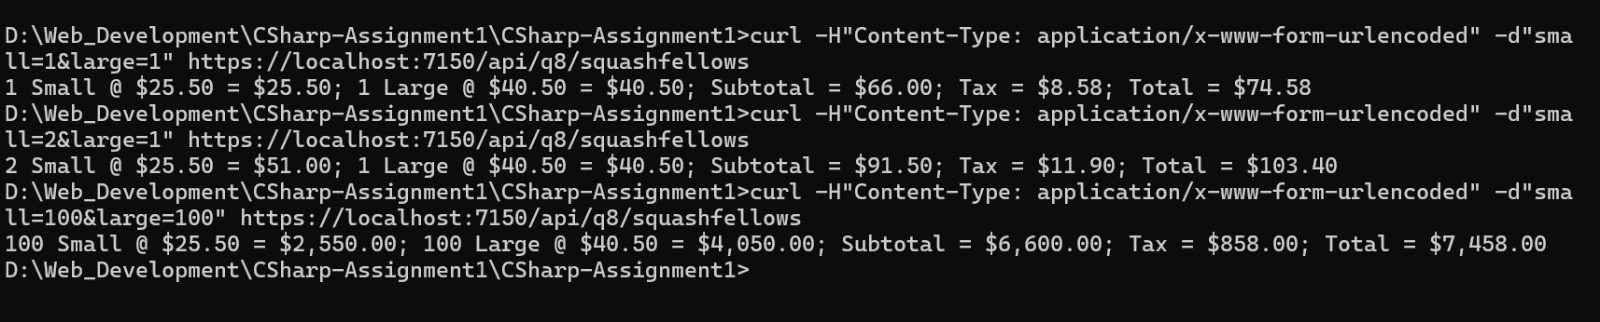 D:\Web_Development\CSharp-Assignment1\CSharp-Assignment1>curl -H"Content-Type: application/x-www-form-urlencoded" -d"sma
ll=1&large=1" https://localhost:7150/api/q8/squashfellows
1 Small @ $25.50 = $25.50; 1 Large @ $40.50 = $40.50; Subtotal = $66.00; Tax = $8.58; Total = $74.58
D:\Web_Development\CSharp-Assignment1\CSharp-Assignment1>curl -H"Content-Type: application/x-www-form-urlencoded" -d"sma
ll=2&large=1" https://localhost:7150/api/q8/squashfellows
2 Small @ $25.50 = $51.00; 1 Large @ $40.50 = $40.50; Subtotal = $91.50; Tax = $11.90; Total = $103.40
D:\Web_Development\CSharp-Assignment1\CSharp-Assignment1>curl -H"Content-Type: application/x-www-form-urlencoded" -d"sma
ll=100&large=100" https://localhost:7150/api/q8/squashfellows
100 Small @ $25.50 = $2,550.00; 100 Large @ $40.50 = $4,050.00; Subtotal = $6,600.00; Tax = $858.00; Total = $7,458.00
D:\Web_Development\CSharp-Assignment1\CSharp-Assignment1>